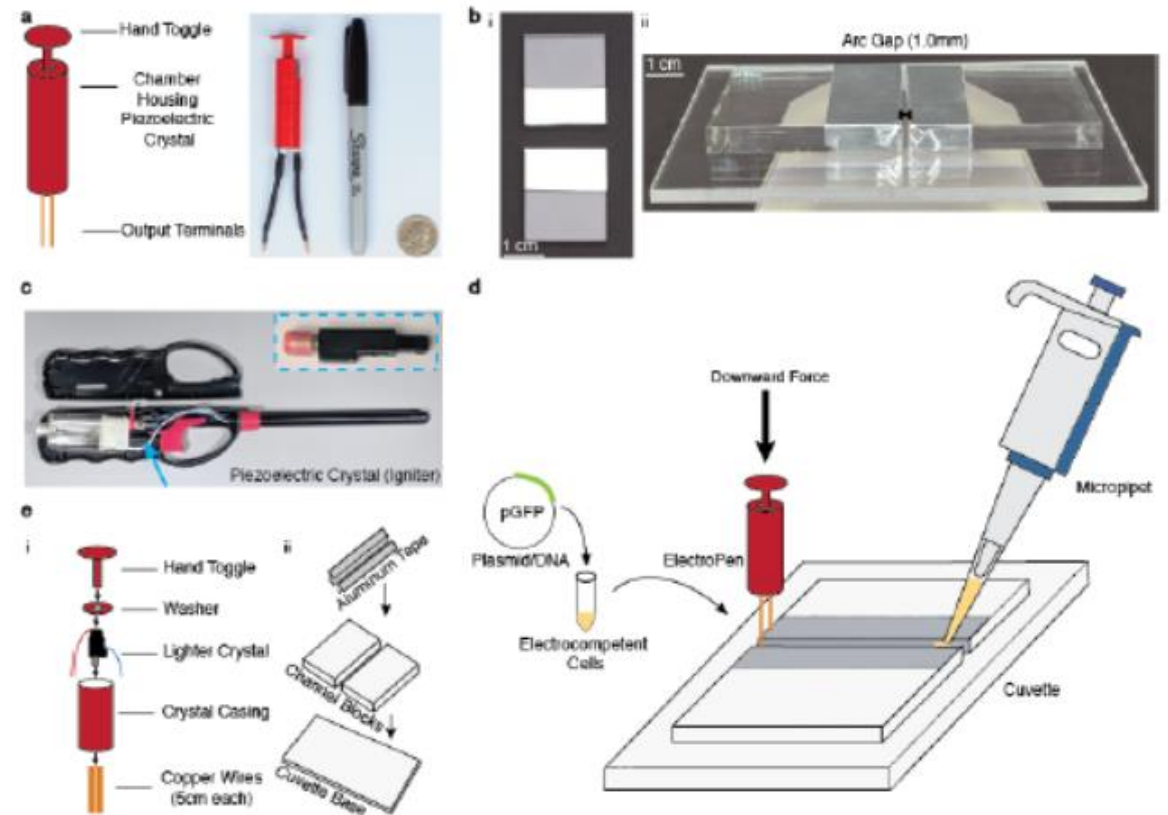 a
Hand Toggle
Chamber
Housing
Piezoelectric
Crystal
Output Terminals
Sharpie
b
i
1 cm
ii
Arc Gap (1.0mm)
1 cm
c
Piezoelectric Crystal (Igniter)
d
Downward Force
pGFP
Plasmid/DNA
ElectroPen
Micropipet
Electrocompetent
Cells
Cuvette
e
i
Hand Toggle
Washer
Lighter Crystal
Crystal Casing
Copper Wires
(5cm each)
ii
Aluminum Tape
Channel Blocks
Cuvette Base